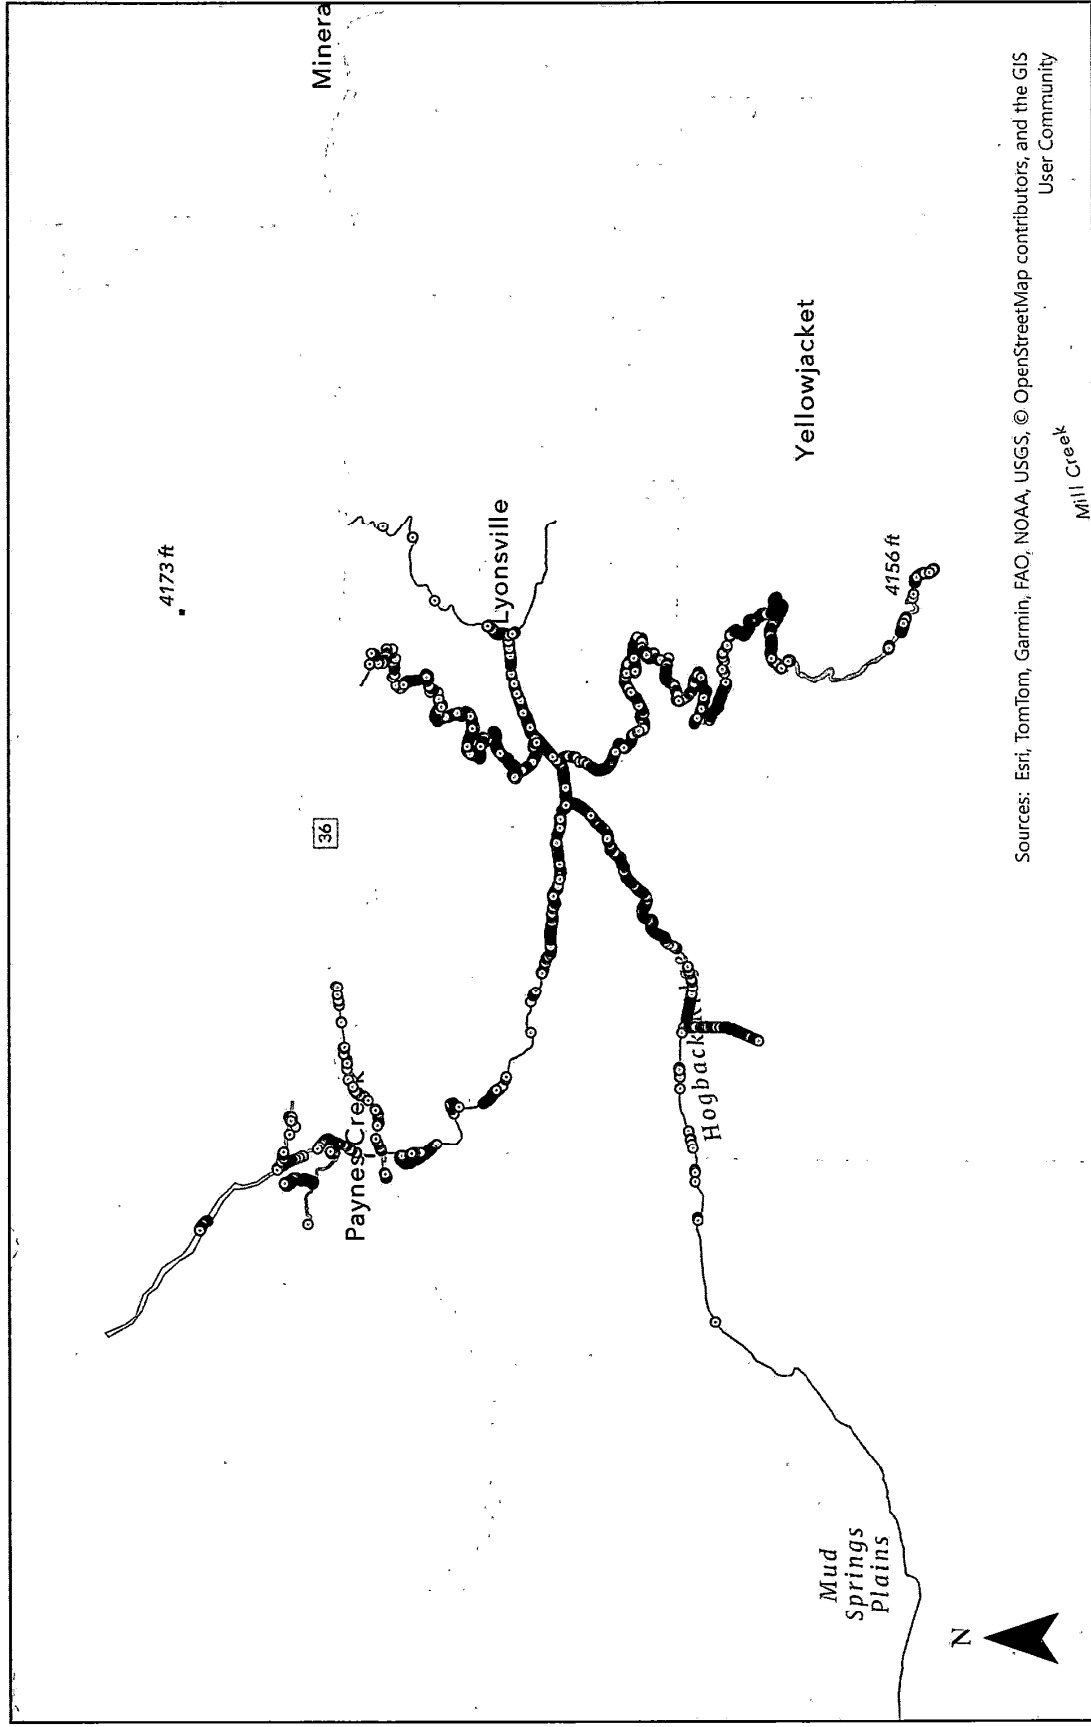 Minera
4173 ft
36
Lyonsville
Yellowjacket
Paynes Creek
4156 ft
Hogback
Mud
Springs
Plains
N
Sources: Esri, TomTom, Garmin, FAO, NOAA, USGS, © OpenStreetMap contributors, and the GIS
User Community
Mill Creek